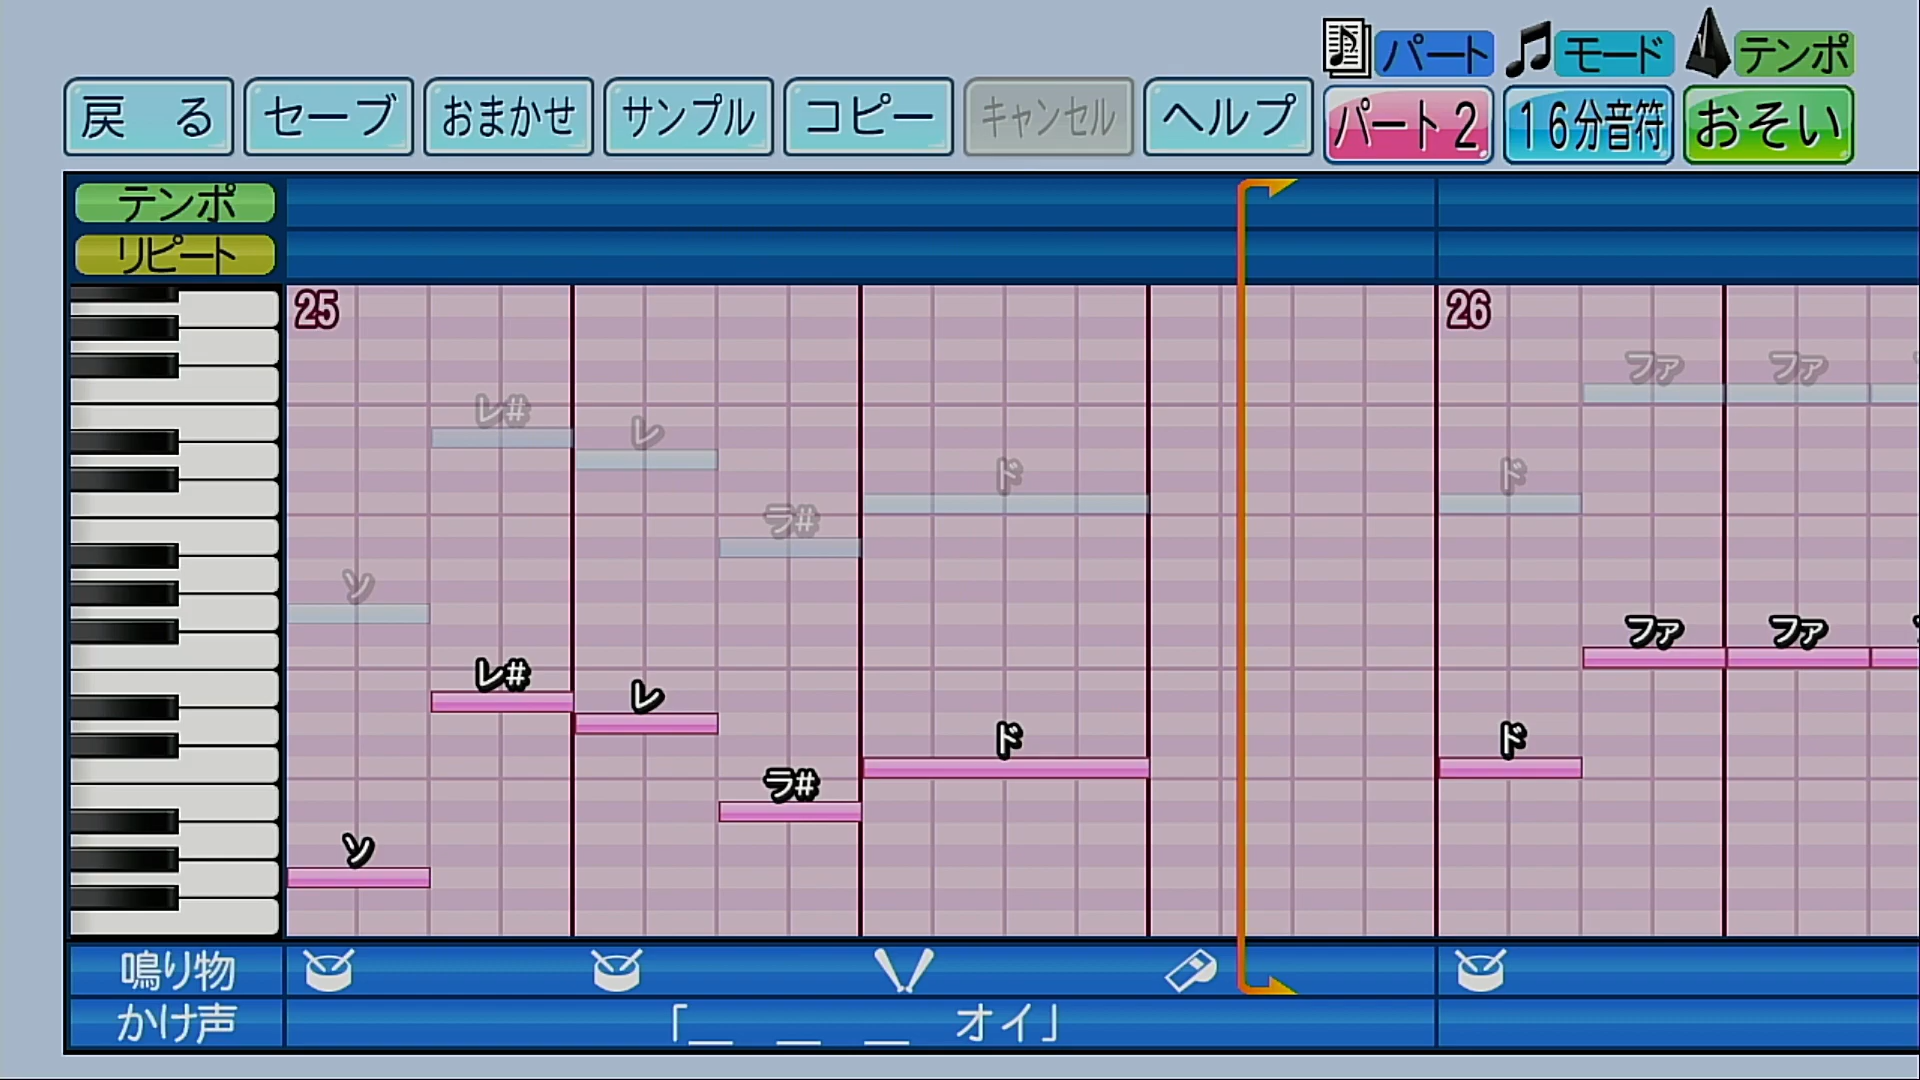 パート モード テンポ
戻る セーブ おまかせ サンプル コピー キャンセル ヘルプ パート2 16分音符 おそい
テンポ
リピート
25 26
ファ ファ
レ#
レ
ド ド
ラ#
ソ
ファ ファ
レ#
レ
ド ド
ラ#
ソ
鳴り物
かけ声 「＿ ＿ ＿ オイ」